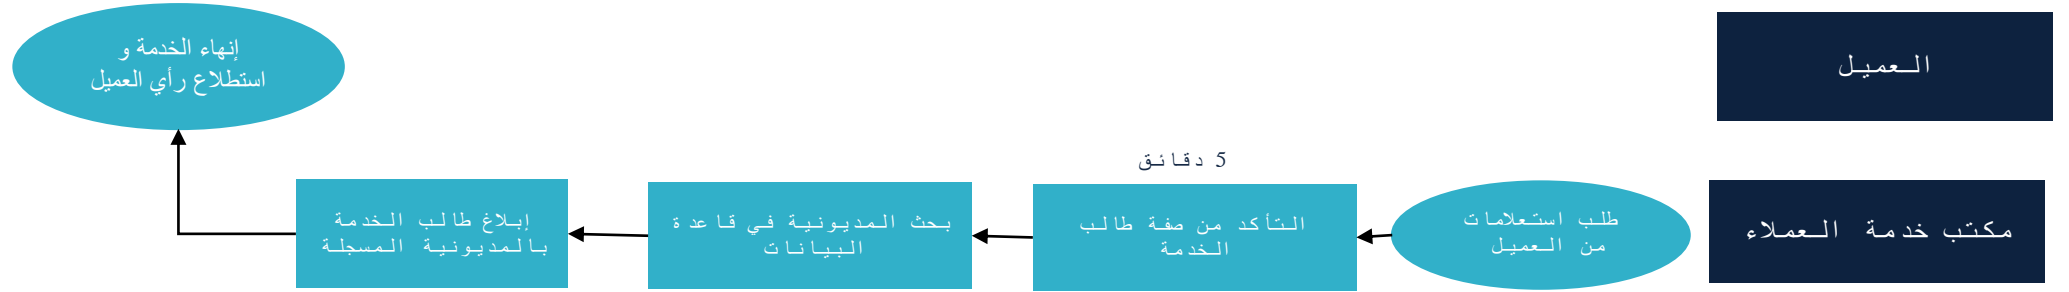 العميل
إنهاء الخدمة و
استطلاع رأي العميل
5 دقائق
مكتب خدمة العملاء
طلب استعلامات
من العميل
التأكد من صفة طالب
الخدمة
بحث المديونية في قاعدة
البيانات
إبلاغ طالب الخدمة
بالمديونية المسجلة